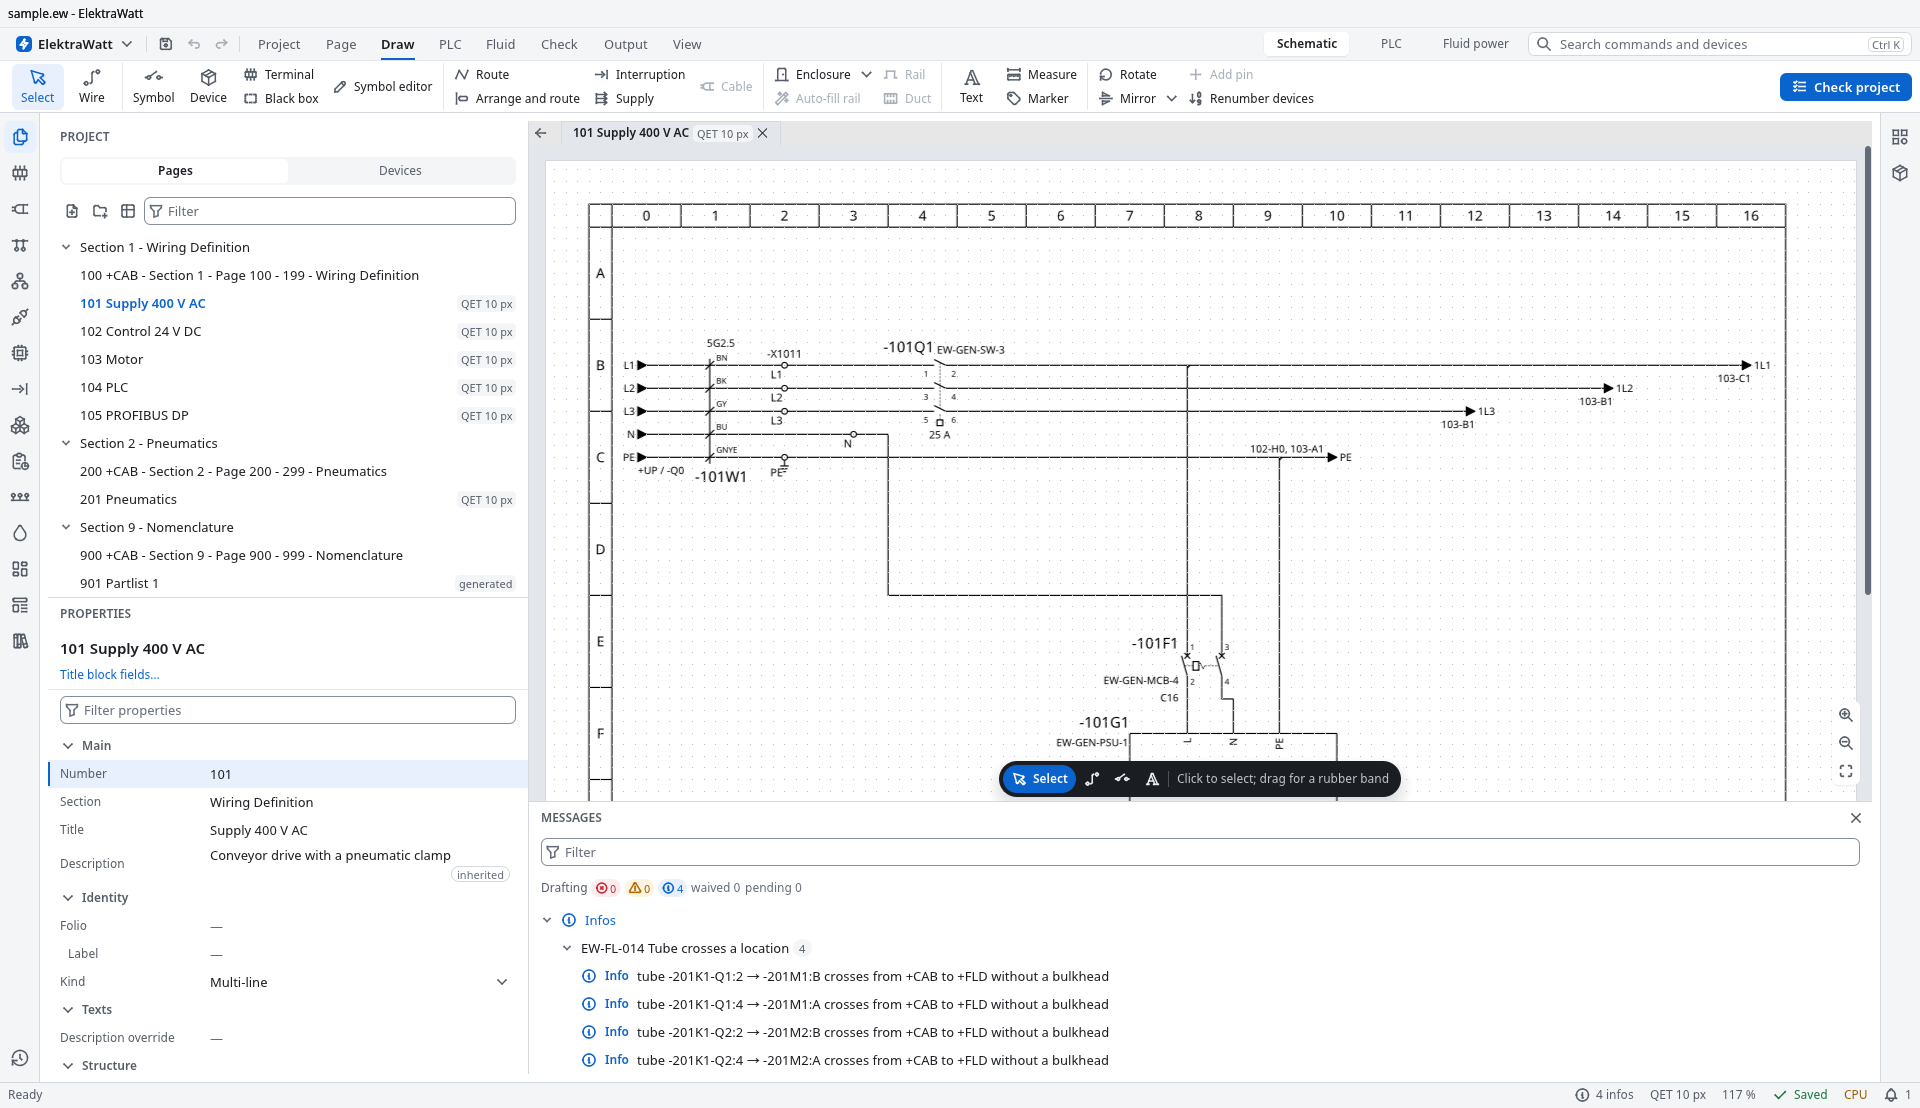 sample.ew - ElektraWatt
ElektraWatt Project Page Draw PLC Fluid Check Output View Schematic PLC Fluid power Search commands and devices Ctrl K
Select Wire Symbol Device Terminal Black box Symbol editor Route Arrange and route Interruption Supply Cable Enclosure Auto-fill rail Rail Duct Text Measure Marker Rotate Mirror Add pin Renumber devices Check project
PROJECT
Pages Devices
Filter
Section 1 - Wiring Definition
100 +CAB - Section 1 - Page 100 - 199 - Wiring Definition
101 Supply 400 V AC QET 10 px
102 Control 24 V DC QET 10 px
103 Motor QET 10 px
104 PLC QET 10 px
105 PROFIBUS DP QET 10 px
Section 2 - Pneumatics
200 +CAB - Section 2 - Page 200 - 299 - Pneumatics
201 Pneumatics QET 10 px
Section 9 - Nomenclature
900 +CAB - Section 9 - Page 900 - 999 - Nomenclature
901 Partlist 1 generated
PROPERTIES
101 Supply 400 V AC
Title block fields...
Filter properties
Main
Number 101
Section Wiring Definition
Title Supply 400 V AC
Description Conveyor drive with a pneumatic clamp
inherited
Identity
Folio —
Label —
Kind Multi-line
Texts
Description override —
Structure
101 Supply 400 V AC QET 10 px
0 1 2 3 4 5 6 7 8 9 10 11 12 13 14 15 16
A
5G2.5 -X1011 -101Q1 EW-GEN-SW-3
B L1 BN L1 1 2 1L1
103-C1
L2 BK L2 3 4 1L2
103-B1
L3 GY L3 5 6 1L3
103-B1
N BU N 25 A
C PE GNYE PE 102-H0, 103-A1 PE
+UP / -Q0 -101W1
D
E -101F1 1 3
EW-GEN-MCB-4 2 4
C16
F -101G1
EW-GEN-PSU-1 L N PE
Select Click to select; drag for a rubber band
MESSAGES
Filter
Drafting 0 0 4 waived 0 pending 0
Infos
EW-FL-014 Tube crosses a location 4
Info tube -201K1-Q1:2 → -201M1:B crosses from +CAB to +FLD without a bulkhead
Info tube -201K1-Q1:4 → -201M1:A crosses from +CAB to +FLD without a bulkhead
Info tube -201K1-Q2:2 → -201M2:B crosses from +CAB to +FLD without a bulkhead
Info tube -201K1-Q2:4 → -201M2:A crosses from +CAB to +FLD without a bulkhead
Ready 4 infos QET 10 px 117 % Saved CPU 1